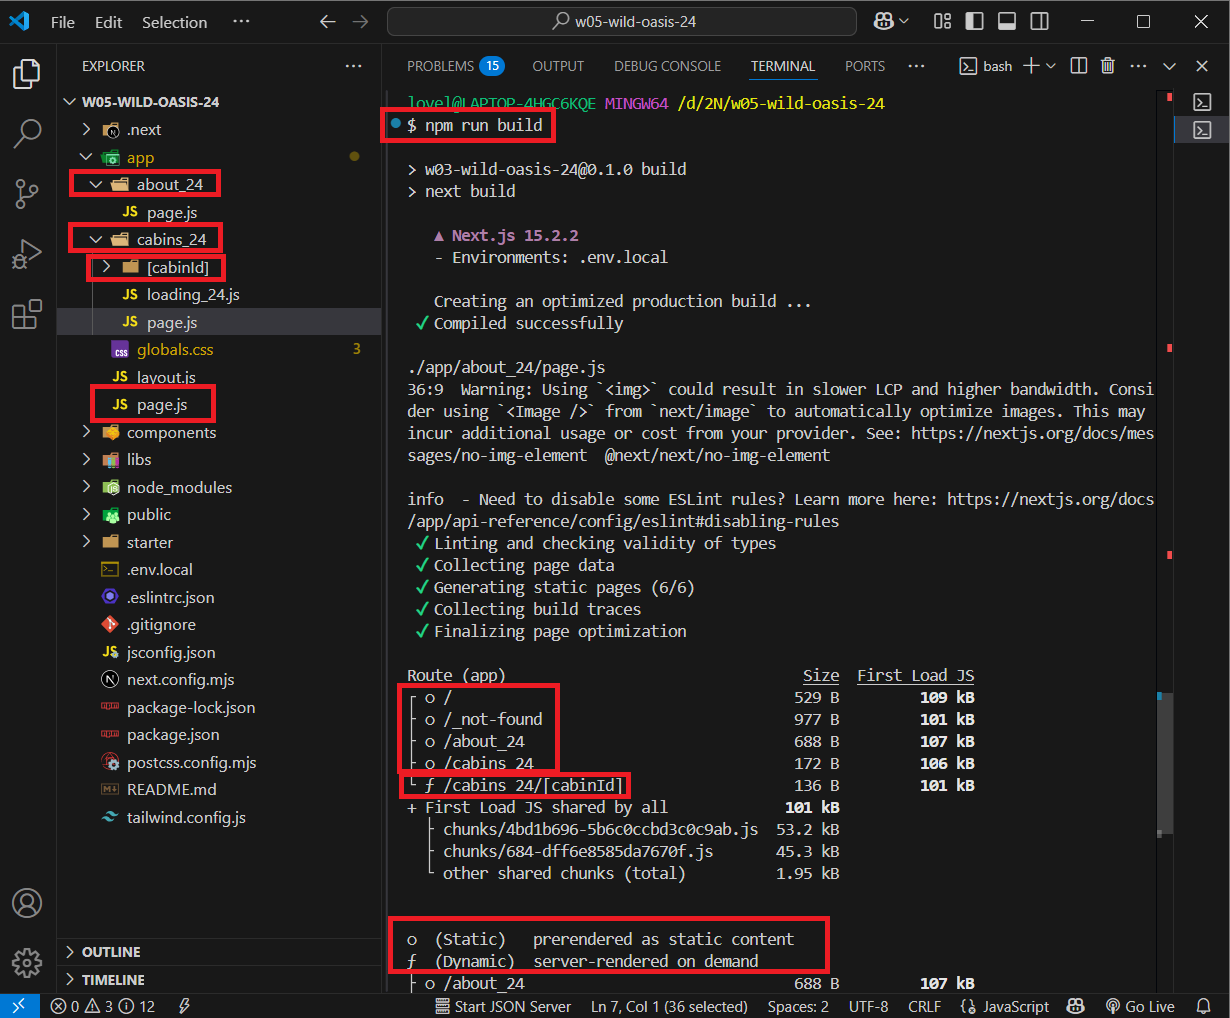 File Edit Selection ··· w05-wild-oasis-24
EXPLORER ···
W05-WILD-OASIS-24
.next
app
about_24
JS page.js
cabins_24
[cabinId]
JS loading_24.js
JS page.js
css globals.css 3
JS layout.js
JS page.js
components
libs
node_modules
public
starter
.env.local
.eslintrc.json
.gitignore
JS jsconfig.json
N next.config.mjs
package-lock.json
package.json
postcss.config.mjs
README.md
tailwind.config.js
OUTLINE
TIMELINE
PROBLEMS 15 OUTPUT DEBUG CONSOLE TERMINAL PORTS ··· bash ···
lovel@LAPTOP-4HGC6KQE MINGW64 /d/2N/w05-wild-oasis-24
$ npm run build
> w03-wild-oasis-24@0.1.0 build
> next build
▲ Next.js 15.2.2
- Environments: .env.local
Creating an optimized production build ...
✓ Compiled successfully
./app/about_24/page.js
36:9  Warning: Using `<img>` could result in slower LCP and higher bandwidth. Consi
der using `<Image />` from `next/image` to automatically optimize images. This may
incur additional usage or cost from your provider. See: https://nextjs.org/docs/mes
sages/no-img-element  @next/next/no-img-element
info  - Need to disable some ESLint rules? Learn more here: https://nextjs.org/docs
/app/api-reference/config/eslint#disabling-rules
✓ Linting and checking validity of types
✓ Collecting page data
✓ Generating static pages (6/6)
✓ Collecting build traces
✓ Finalizing page optimization
Route (app) Size First Load JS
┌ ○ / 529 B 109 kB
├ ○ /_not-found 977 B 101 kB
├ ○ /about_24 688 B 107 kB
├ ○ /cabins_24 172 B 106 kB
└ ƒ /cabins_24/[cabinId] 136 B 101 kB
+ First Load JS shared by all 101 kB
├ chunks/4bd1b696-5b6c0ccbd3c0c9ab.js 53.2 kB
├ chunks/684-dff6e8585da7670f.js 45.3 kB
└ other shared chunks (total) 1.95 kB
○ (Static) prerendered as static content
ƒ (Dynamic) server-rendered on demand
├ ○ /about_24 688 B 107 kB
0 3 12 Start JSON Server Ln 7, Col 1 (36 selected) Spaces: 2 UTF-8 CRLF {} JavaScript Go Live